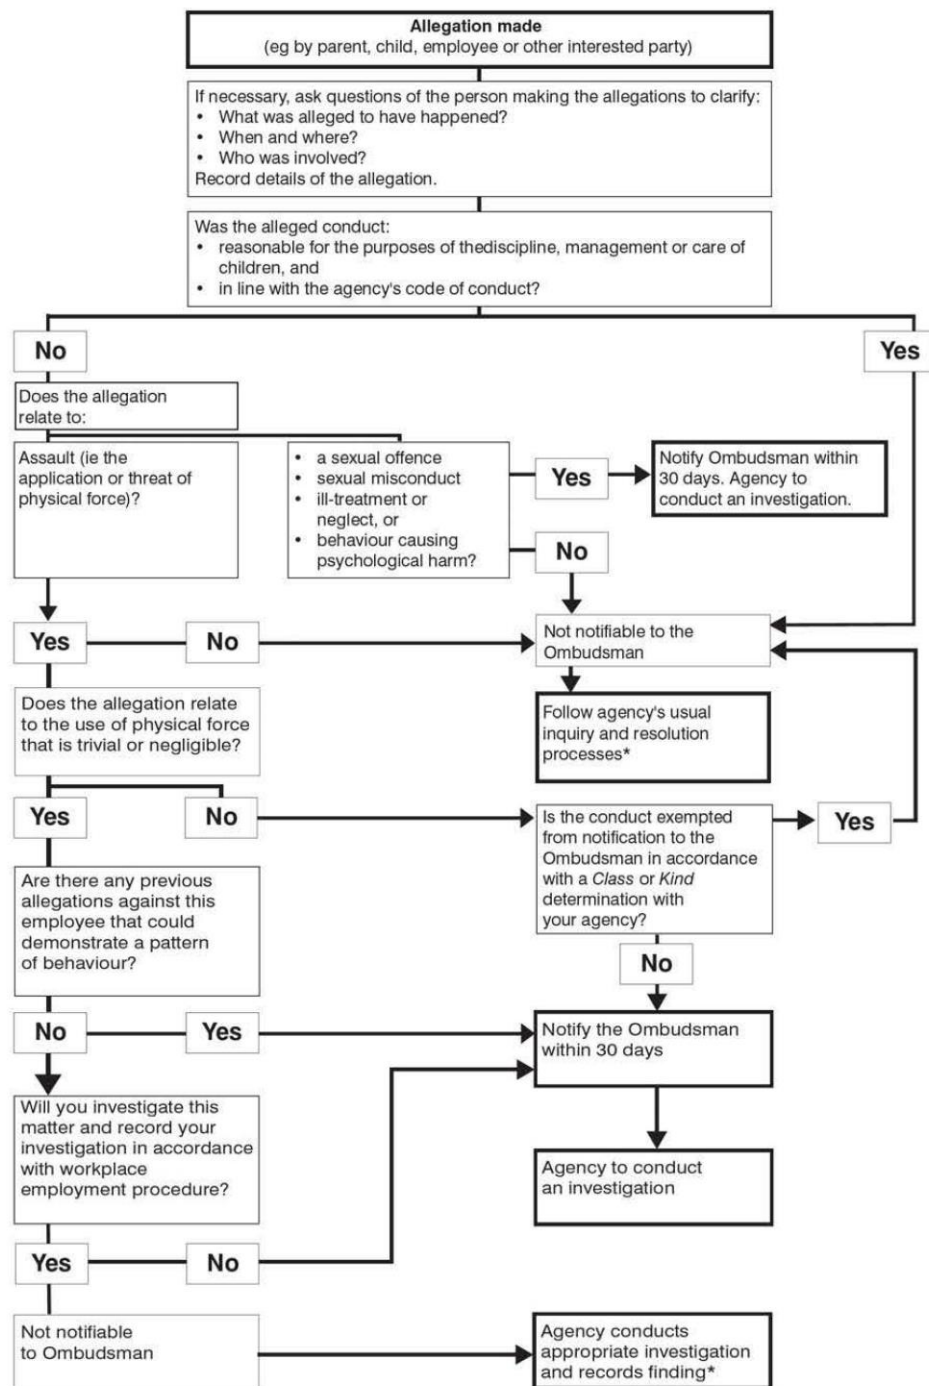 Allegation made
(eg by parent, child, employee or other interested party)
If necessary, ask questions of the person making the allegations to clarify:
• What was alleged to have happened?
• When and where?
• Who was involved?
Record details of the allegation.
Was the alleged conduct:
• reasonable for the purposes of thediscipline, management or care of
children, and
• in line with the agency's code of conduct?
No
Yes
Does the allegation
relate to:
Assault (ie the
application or threat of
physical force)?
• a sexual offence
• sexual misconduct
• ill-treatment or
neglect, or
• behaviour causing
psychological harm?
Yes
Notify Ombudsman within
30 days. Agency to
conduct an investigation.
No
Yes
No
Not notifiable to the
Ombudsman
Does the allegation relate
to the use of physical force
that is trivial or negligible?
Follow agency's usual
inquiry and resolution
processes*
Yes
No
Is the conduct exempted
from notification to the
Ombudsman in accordance
with a Class or Kind
determination with
your agency?
Yes
Are there any previous
allegations against this
employee that could
demonstrate a pattern
of behaviour?
No
No
Yes
Notify the Ombudsman
within 30 days
Will you investigate this
matter and record your
investigation in accordance
with workplace
employment procedure?
Agency to conduct
an investigation
Yes
No
Not notifiable
to Ombudsman
Agency conducts
appropriate investigation
and records finding*